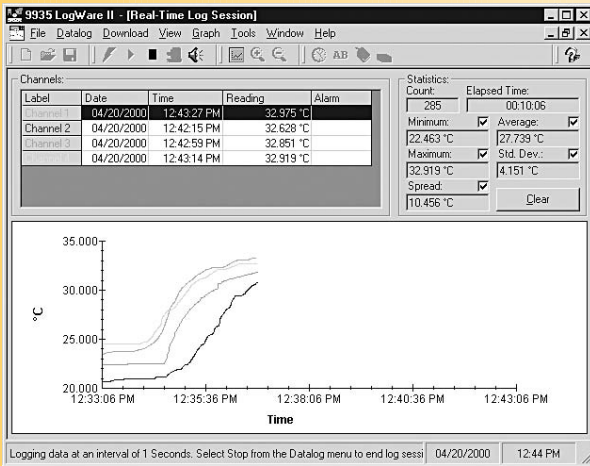 9935 LogWare II - [Real-Time Log Session]
File Datalog Download View Graph Tools Window Help
AB
Channels:
Label Date Time Reading Alarm
Channel 1 04/20/2000 12:43:27 PM 32.975 °C
Channel 2 04/20/2000 12:42:15 PM 32.628 °C
Channel 3 04/20/2000 12:42:59 PM 32.851 °C
04/20/2000 12:43:14 PM 32.919 °C
Statistics:
Count: Elapsed Time:
285 00:10:06
Minimum: Average:
22.463 °C 27.739 °C
Maximum: Std. Dev.:
32.919 °C 4.151 °C
Spread:
10.456 °C Clear
35.000
30.000
°C
25.000
20.000
12:33:06 PM 12:35:36 PM 12:38:06 PM 12:40:36 PM 12:43:06 PM
Time
Logging data at an interval of 1 Seconds. Select Stop from the Datalog menu to end log sessi 04/20/2000 12:44 PM